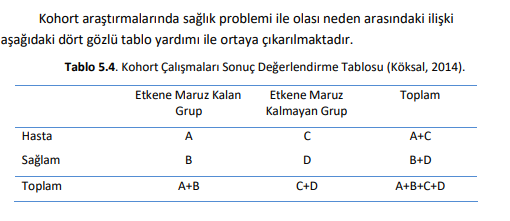 Kohort araştırmalarında sağlık problemi ile olası neden arasındaki ilişki
aşağıdaki dört gözlü tablo yardımı ile ortaya çıkarılmaktadır.
Tablo 5.4. Kohort Çalışmaları Sonuç Değerlendirme Tablosu (Köksal, 2014).
Etkene Maruz Kalan Etkene Maruz Toplam
Grup Kalmayan Grup
Hasta A C A+C
Sağlam B D B+D
Toplam A+B C+D A+B+C+D